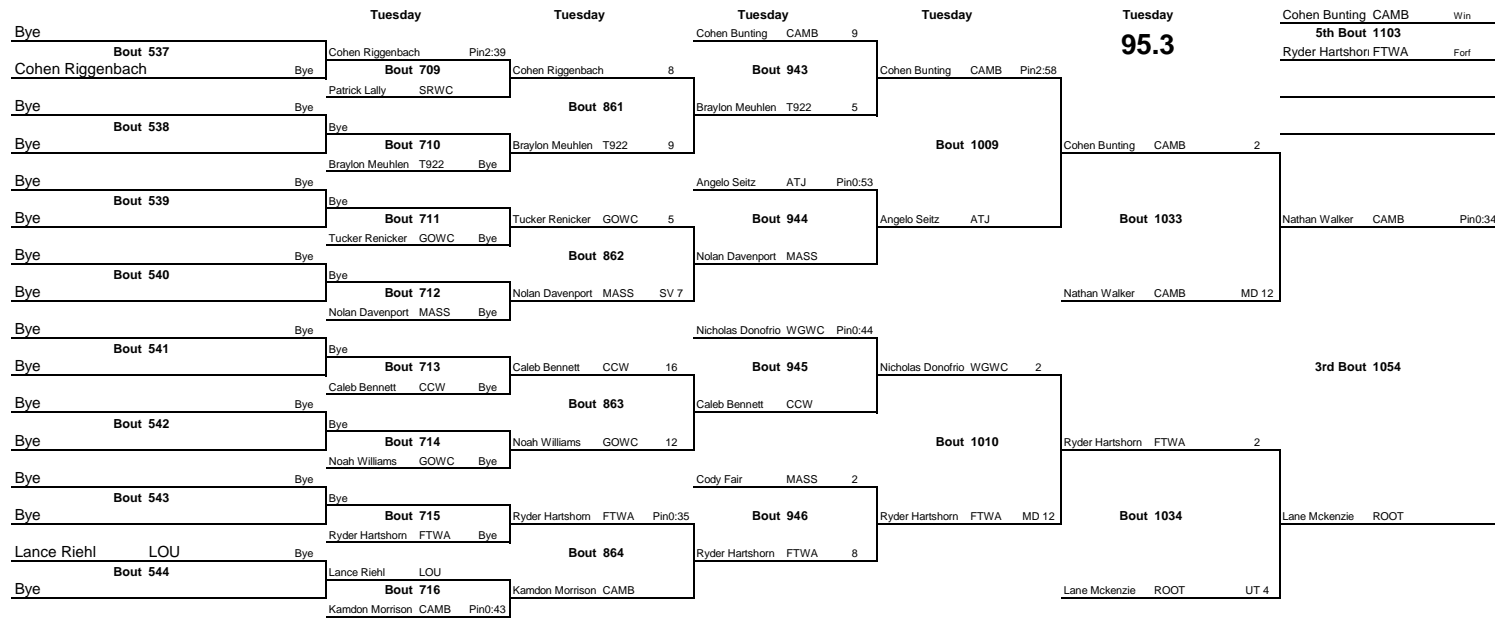 Tuesday Tuesday Tuesday Tuesday Tuesday Cohen Bunting CAMB Win
Bye Cohen Bunting CAMB 9 95.3 5th Bout 1103
Bout 537 Cohen Riggenbach Pin2:39 Ryder Hartshorn FTWA Forf
Cohen Riggenbach Bye Bout 709 Cohen Riggenbach 8 Bout 943 Cohen Bunting CAMB Pin2:58
Patrick Lally SRWC
Bye Bye Bout 861 Braylon Meuhlen T922 5
Bout 538 Bye
Bye Bout 710 Braylon Meuhlen T922 9 Bout 1009 Cohen Bunting CAMB 2
Braylon Meuhlen T922 Bye
Bye Bye Angelo Seitz ATJ Pin0:53
Bout 539 Bye
Bye Bout 711 Tucker Renicker GOWC 5 Bout 944 Angelo Seitz ATJ Bout 1033 Nathan Walker CAMB Pin0:34
Tucker Renicker GOWC Bye
Bye Bout 862 Nolan Davenport MASS
Bout 540 Bye
Bye Bout 712 Nolan Davenport MASS SV 7 Nathan Walker CAMB MD 12
Nolan Davenport MASS Bye
Bye Bye Nicholas Donofrio WGWC Pin0:44
Bout 541 Bye
Bye Bout 713 Caleb Bennett CCW 16 Bout 945 Nicholas Donofrio WGWC 2 3rd Bout 1054
Caleb Bennett CCW Bye
Bye Bye Bout 863 Caleb Bennett CCW
Bout 542 Bye
Bye Bout 714 Noah Williams GOWC 12 Bout 1010 Ryder Hartshorn FTWA 2
Noah Williams GOWC Bye
Bye Bye Cody Fair MASS 2
Bout 543 Bye
Bye Bout 715 Ryder Hartshorn FTWA Pin0:35 Bout 946 Ryder Hartshorn FTWA MD 12 Bout 1034 Lane Mckenzie ROOT
Ryder Hartshorn FTWA Bye
Lance Riehl LOU Bye Bout 864 Ryder Hartshorn FTWA 8
Bout 544 Lance Riehl LOU
Bye Bout 716 Kamdon Morrison CAMB Lane Mckenzie ROOT UT 4
Kamdon Morrison CAMB Pin0:43